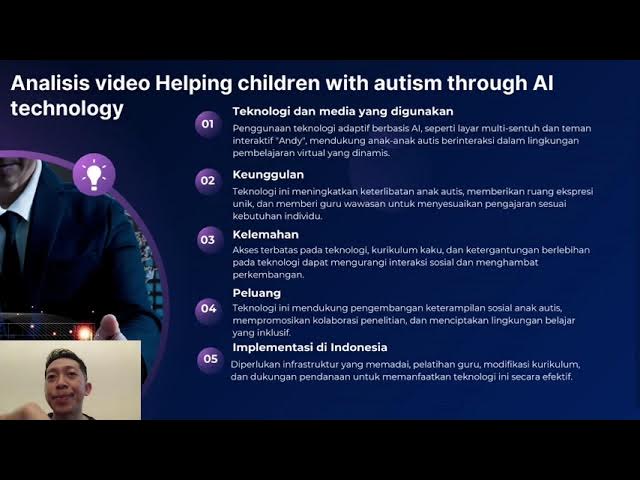 Analisis video Helping children with autism through AI
technology
01
Teknologi dan media yang digunakan
Penggunaan teknologi adaptif berbasis AI, seperti layar multi-sentuh dan teman
interaktif "Andy", mendukung anak-anak autis berinteraksi dalam lingkungan
pembelajaran virtual yang dinamis.
02
Keunggulan
Teknologi ini meningkatkan keterlibatan anak autis, memberikan ruang ekspresi
unik, dan memberi guru wawasan untuk menyesuaikan pengajaran sesuai
kebutuhan individu.
03
Kelemahan
Akses terbatas pada teknologi, kurikulum kaku, dan ketergantungan berlebihan
pada teknologi dapat mengurangi interaksi sosial dan menghambat
perkembangan.
04
Peluang
Teknologi ini mendukung pengembangan keterampilan sosial anak autis,
mempromosikan kolaborasi penelitian, dan menciptakan lingkungan belajar
yang inklusif.
05
Implementasi di Indonesia
Diperlukan infrastruktur yang memadai, pelatihan guru, modifikasi kurikulum,
dan dukungan pendanaan untuk memanfaatkan teknologi ini secara efektif.